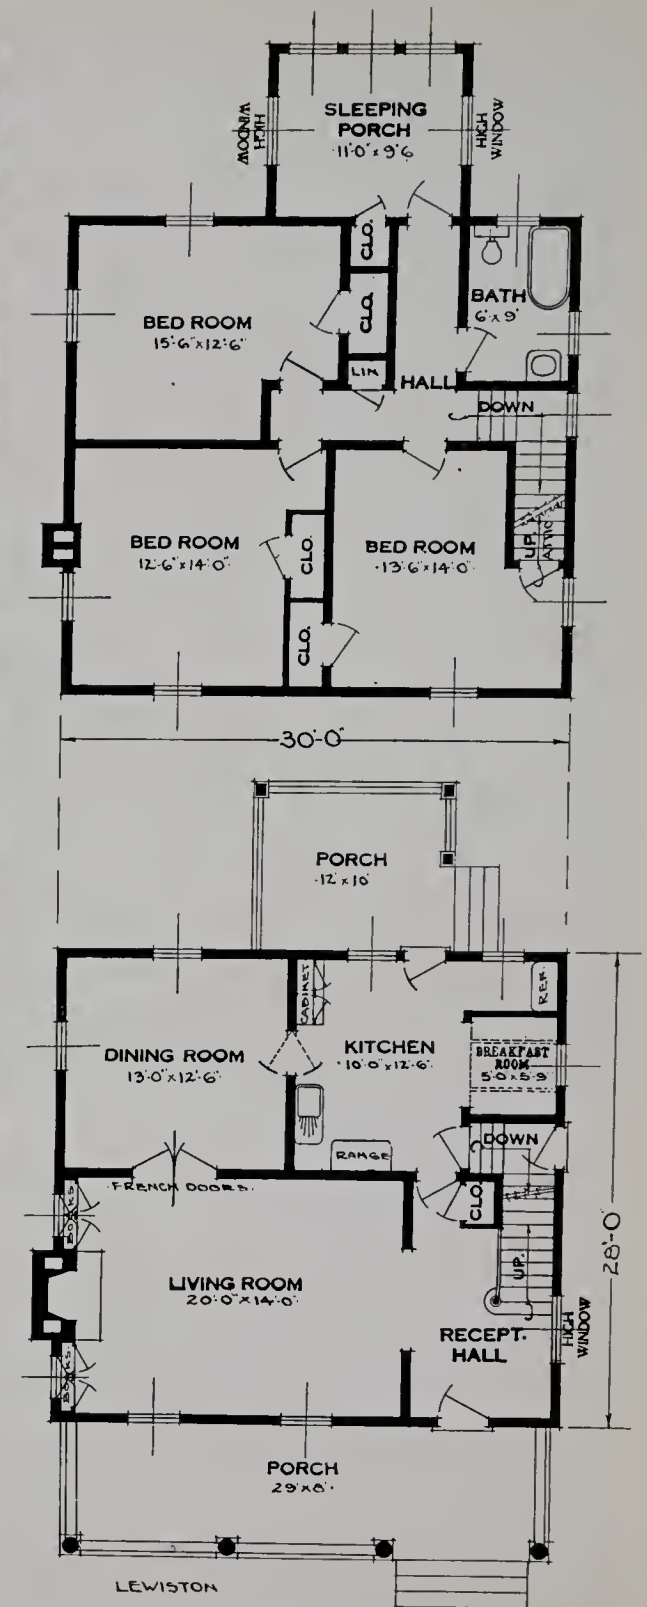 SLEEPING
PORCH
11'-0" x 9'6
HIGH
WINDOW
HIGH
WINDOW
CLO.
CLO.
LIN
BATH
6' x 9'
BED ROOM
15'-6" x 12'-6"
HALL
DOWN
BED ROOM
12'-6" x 14'-0"
CLO.
CLO.
BED ROOM
13'-6" x 14'-0"
UP.
ATTIC
30'-0"
PORCH
12' x 10'
CABINET
REF.
DINING ROOM
13'-0" x 12'-6"
KITCHEN
10'-0" x 12'-6"
BREAKFAST
ROOM
5'-0 x 5'-9
RANGE
DOWN
FRENCH DOORS.
BOOKS.
CLO.
UP.
28'-0"
LIVING ROOM
20'-0" x 14'-0"
RECEPT.
HALL
HIGH
WINDOW
BOOKS.
PORCH
29' x 8'
LEWISTON